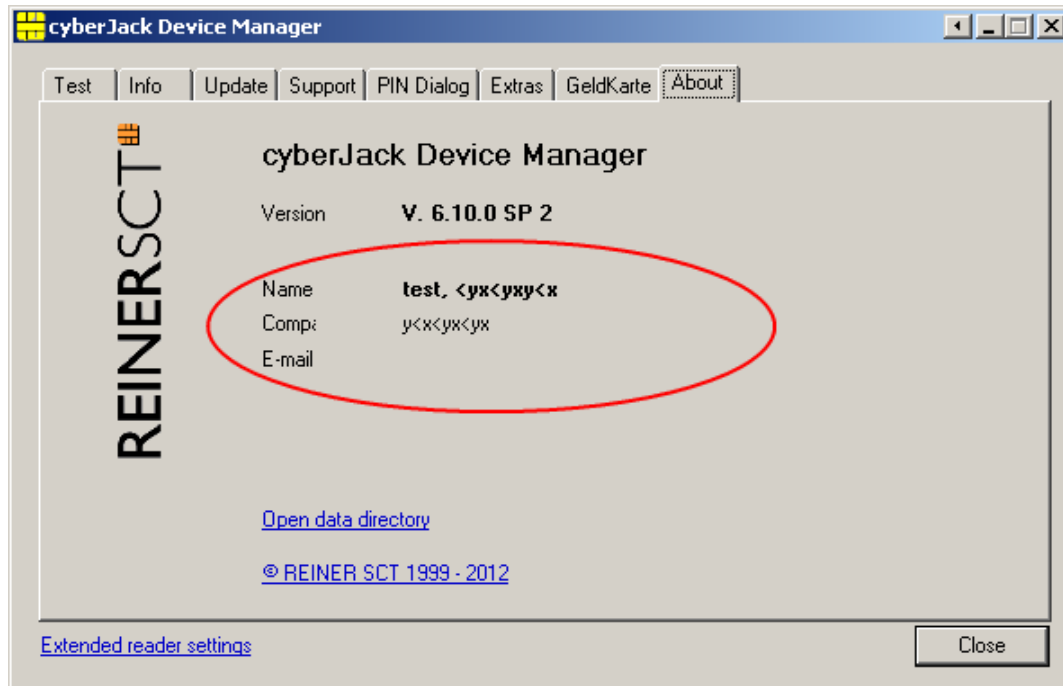 cyberJack Device Manager
Test Info Update Support PIN Dialog Extras GeldKarte About
REINERSCT
cyberJack Device Manager
Version V. 6.10.0 SP 2
Name test, <yx<yxy<x
Compa y<x<yx<yx
E-mail
Open data directory
© REINER SCT 1999 - 2012
Extended reader settings
Close